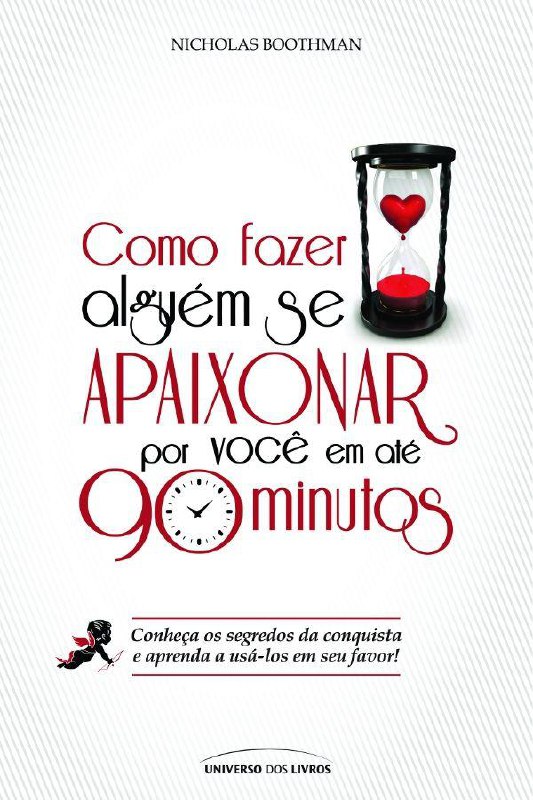 NICHOLAS BOOTHMAN
Como fazer
alguém se
APAIXONAR
por VOCÊ em até
90 minutos
Conheça os segredos da conquista
e aprenda a usá-los em seu favor!
UNIVERSO DOS LIVROS